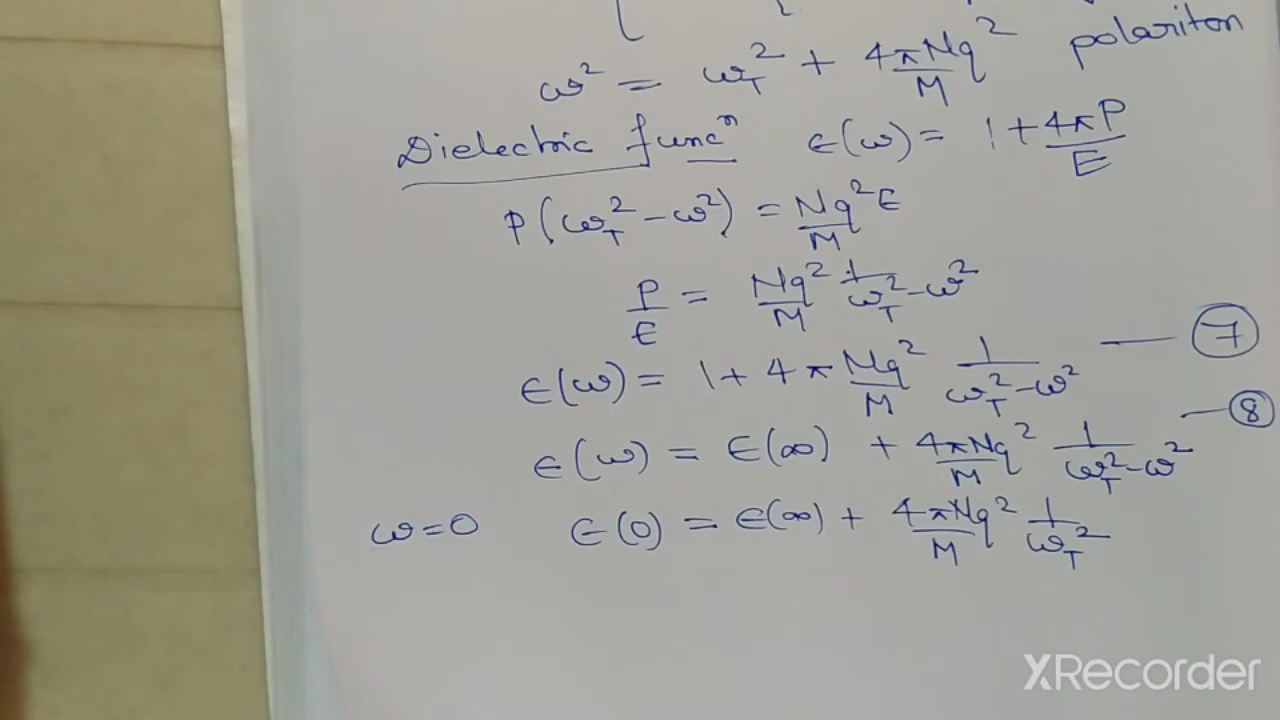 ω² = ω_T² + 4πNq²/M polariton
Dielectric funcⁿ ϵ(ω) = 1 + 4πP/E
P(ω_T² − ω²) = Nq²E/M
P/E = Nq²/M 1/ω_T² − ω²
ϵ(ω) = 1 + 4π Nq²/M 1/ω_T² − ω² — 7
ϵ(ω) = ϵ(∞) + 4πNq²/M 1/ω_T² − ω² — 8
ω = 0 ϵ(0) = ϵ(∞) + 4πNq²/M 1/ω_T²
XRecorder